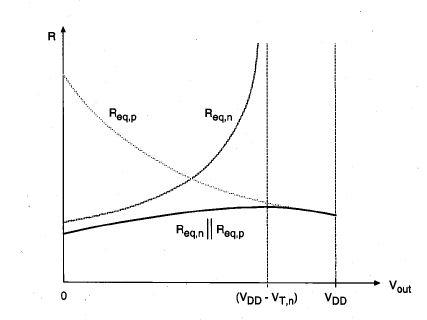 R
Req,p
Req,n
Req,n || Req,p
0
(VDD - VT,n)
VDD
Vout